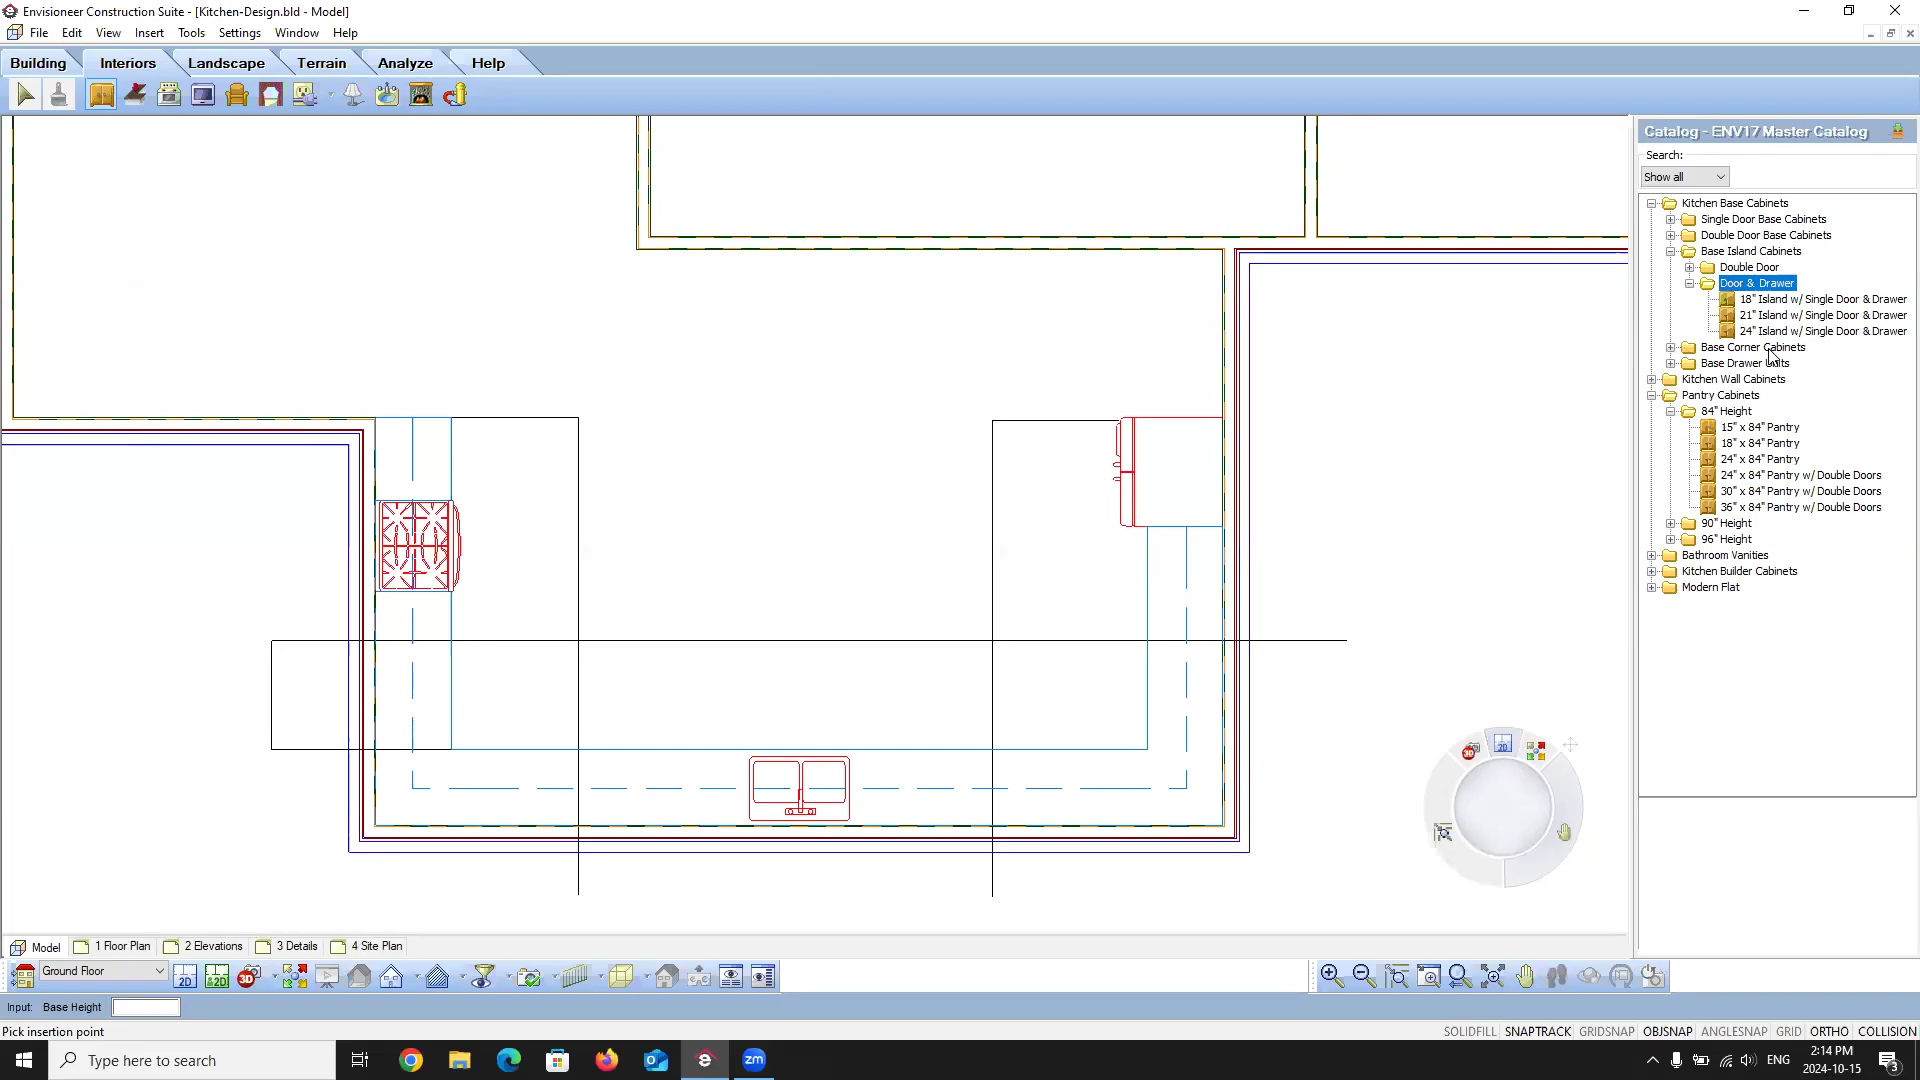 Envisioneer Construction Suite - [Kitchen-Design.bld - Model]
File Edit View Insert Tools Settings Window Help
Building Interiors Landscape Terrain Analyze Help
Catalog - ENV17 Master Catalog
Search:
Show all
Kitchen Base Cabinets
Single Door Base Cabinets
Double Door Base Cabinets
Base Island Cabinets
Double Door
Door & Drawer
18" Island w/ Single Door & Drawer
21" Island w/ Single Door & Drawer
24" Island w/ Single Door & Drawer
Base Corner Cabinets
Base Drawer Units
Kitchen Wall Cabinets
Pantry Cabinets
84" Height
15" x 84" Pantry
18" x 84" Pantry
24" x 84" Pantry
24" x 84" Pantry w/ Double Doors
30" x 84" Pantry w/ Double Doors
36" x 84" Pantry w/ Double Doors
90" Height
96" Height
Bathroom Vanities
Kitchen Builder Cabinets
Modern Flat
3D 2D
Model 1 Floor Plan 2 Elevations 3 Details 4 Site Plan
Ground Floor 2D 2D 3D
Input: Base Height
Pick insertion point
SOLIDFILL SNAPTRACK GRIDSNAP OBJSNAP ANGLESNAP GRID ORTHO COLLISION
Type here to search
zm
ENG
2:14 PM
2024-10-15
3